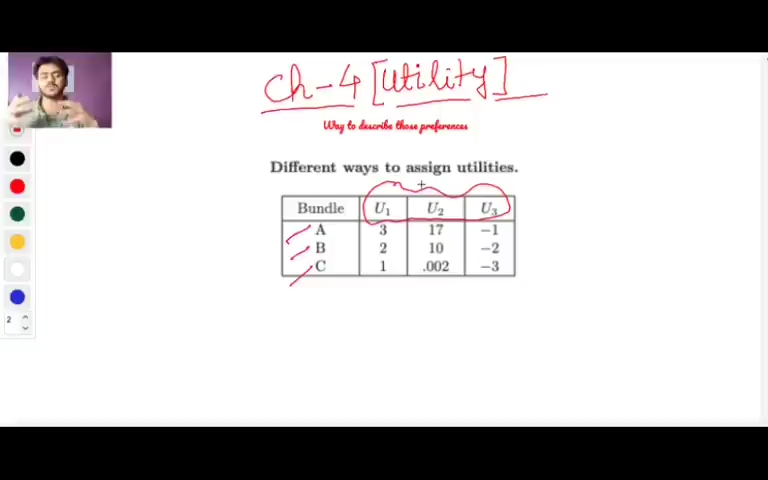 Ch-4 [Utility]
Way to describe those preferences
Different ways to assign utilities.
Bundle U1 U2 U3
A 3 17 −1
B 2 10 −2
C 1 .002 −3
2